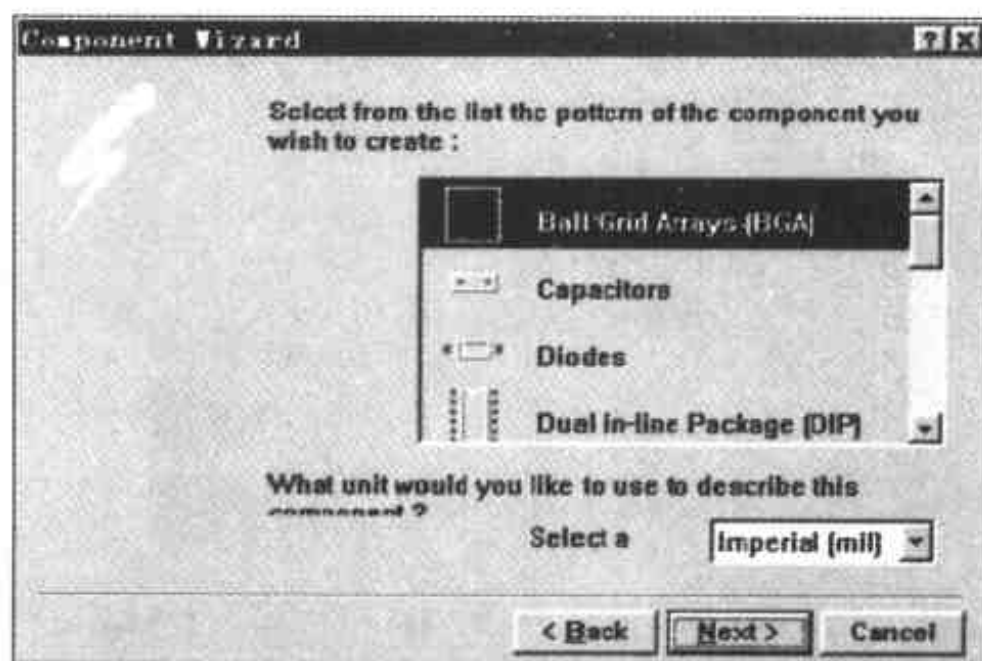 Component Wizard
Select from the list the pattern of the component you
wish to create :
Ball Grid Arrays (BGA)
Capacitors
Diodes
Dual in-line Package (DIP)
What unit would you like to use to describe this
component ?
Select a
Imperial (mil)
< Back
Next >
Cancel